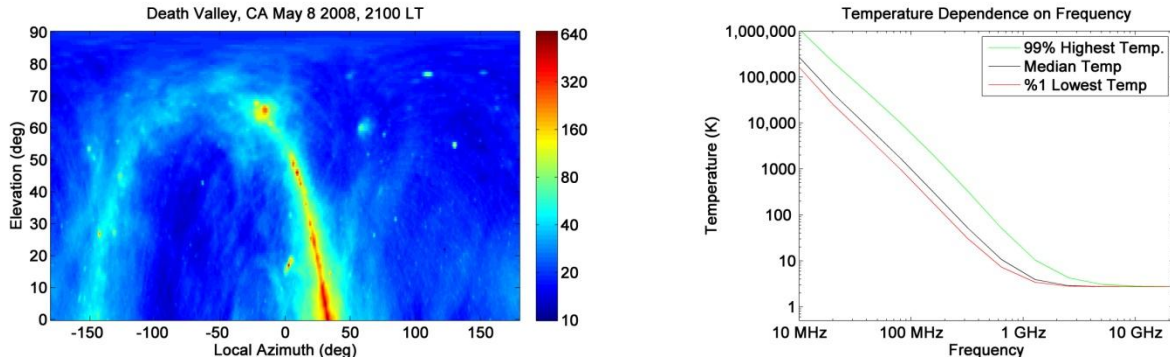 Death Valley, CA May 8 2008, 2100 LT
90
80
70
60
50
40
30
20
10
0
Elevation (deg)
-150 -100 -50 0 50 100 150
Local Azimuth (deg)
640
320
160
80
40
20
10
Temperature Dependence on Frequency
1,000,000
100,000
10,000
1000
100
10
1
Temperature (K)
99% Highest Temp.
Median Temp
%1 Lowest Temp
10 MHz 100 MHz 1 GHz 10 GHz
Frequency